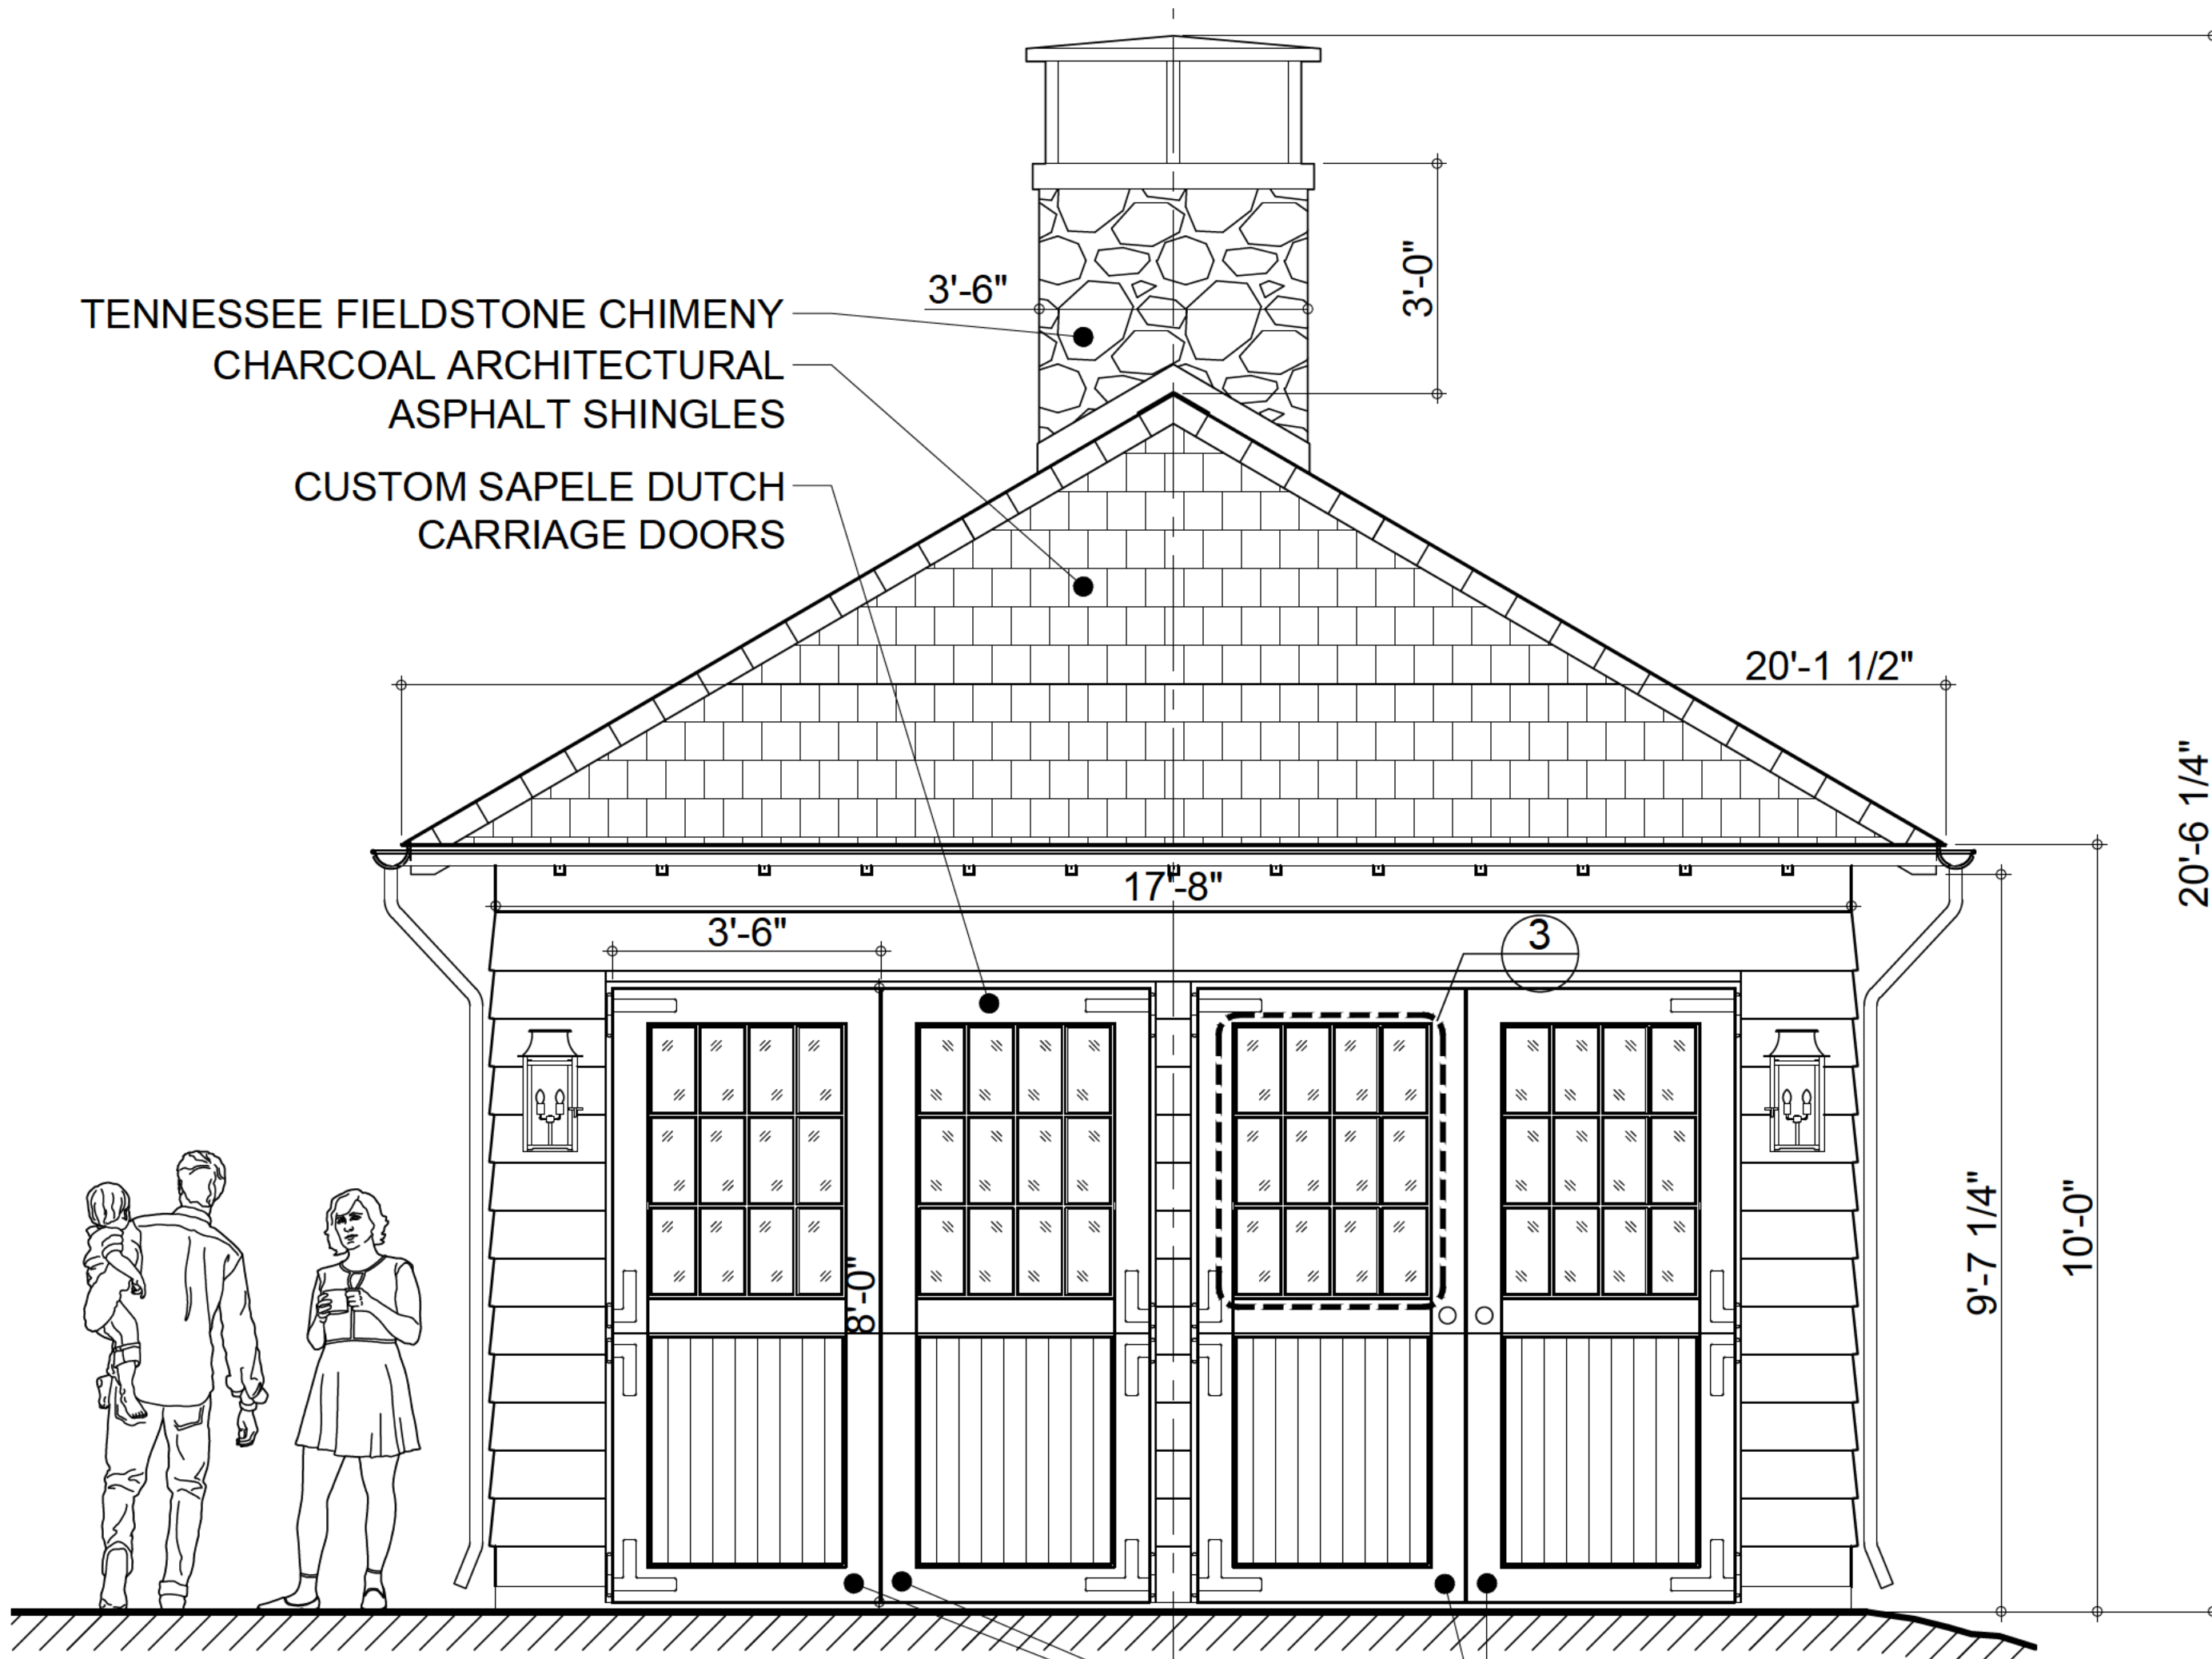 3'-6"
3'-0"
TENNESSEE FIELDSTONE CHIMENY
CHARCOAL ARCHITECTURAL
ASPHALT SHINGLES
CUSTOM SAPELE DUTCH
CARRIAGE DOORS
20'-1 1/2"
20'-6 1/4"
17'-8"
3'-6"
3
8'-0"
9'-7 1/4"
10'-0"